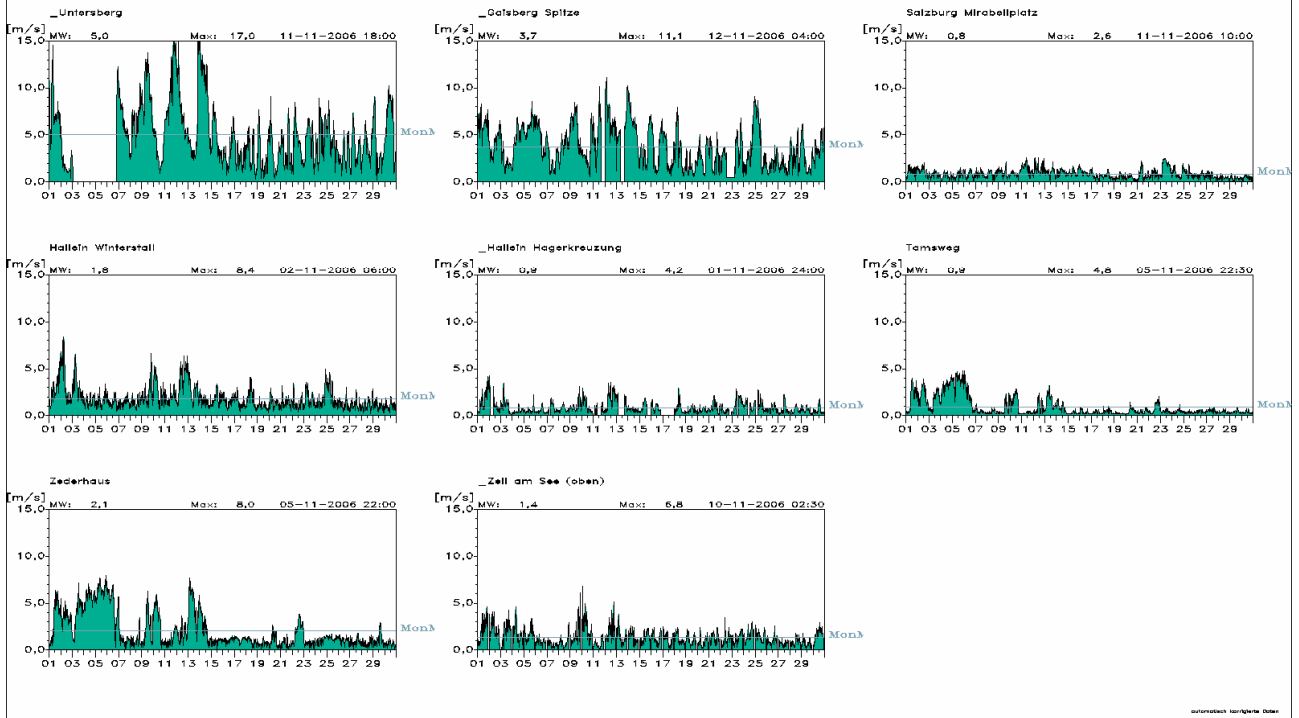 _Untersberg
[m/s] MW: 5,0 Max: 17,0 11-11-2006 18:00
15,0
10,0
5,0 MonM
0,0
01 03 05 07 09 11 13 15 17 19 21 23 25 27 29
_Gaisberg Spitze
[m/s] MW: 3,7 Max: 11,1 12-11-2006 04:00
15,0
10,0
5,0 MonM
0,0
01 03 05 07 09 11 13 15 17 19 21 23 25 27 29
Salzburg Mirabellplatz
[m/s] MW: 0,8 Max: 2,6 11-11-2006 10:00
15,0
10,0
5,0
MonM
0,0
01 03 05 07 09 11 13 15 17 19 21 23 25 27 29
Hallein Winterstall
[m/s] MW: 1,8 Max: 8,4 02-11-2006 06:00
15,0
10,0
5,0
MonM
0,0
01 03 05 07 09 11 13 15 17 19 21 23 25 27 29
_Hallein Hagerkreuzung
[m/s] MW: 0,9 Max: 4,2 01-11-2006 24:00
15,0
10,0
5,0
MonM
0,0
01 03 05 07 09 11 13 15 17 19 21 23 25 27 29
Tamsweg
[m/s] MW: 0,9 Max: 4,8 05-11-2006 22:30
15,0
10,0
5,0
MonM
0,0
01 03 05 07 09 11 13 15 17 19 21 23 25 27 29
Zederhaus
[m/s] MW: 2,1 Max: 8,0 05-11-2006 22:00
15,0
10,0
5,0
MonM
0,0
01 03 05 07 09 11 13 15 17 19 21 23 25 27 29
_Zell am See (oben)
[m/s] MW: 1,4 Max: 6,8 10-11-2006 02:30
15,0
10,0
5,0
MonM
0,0
01 03 05 07 09 11 13 15 17 19 21 23 25 27 29
automatisch korrigierte Daten